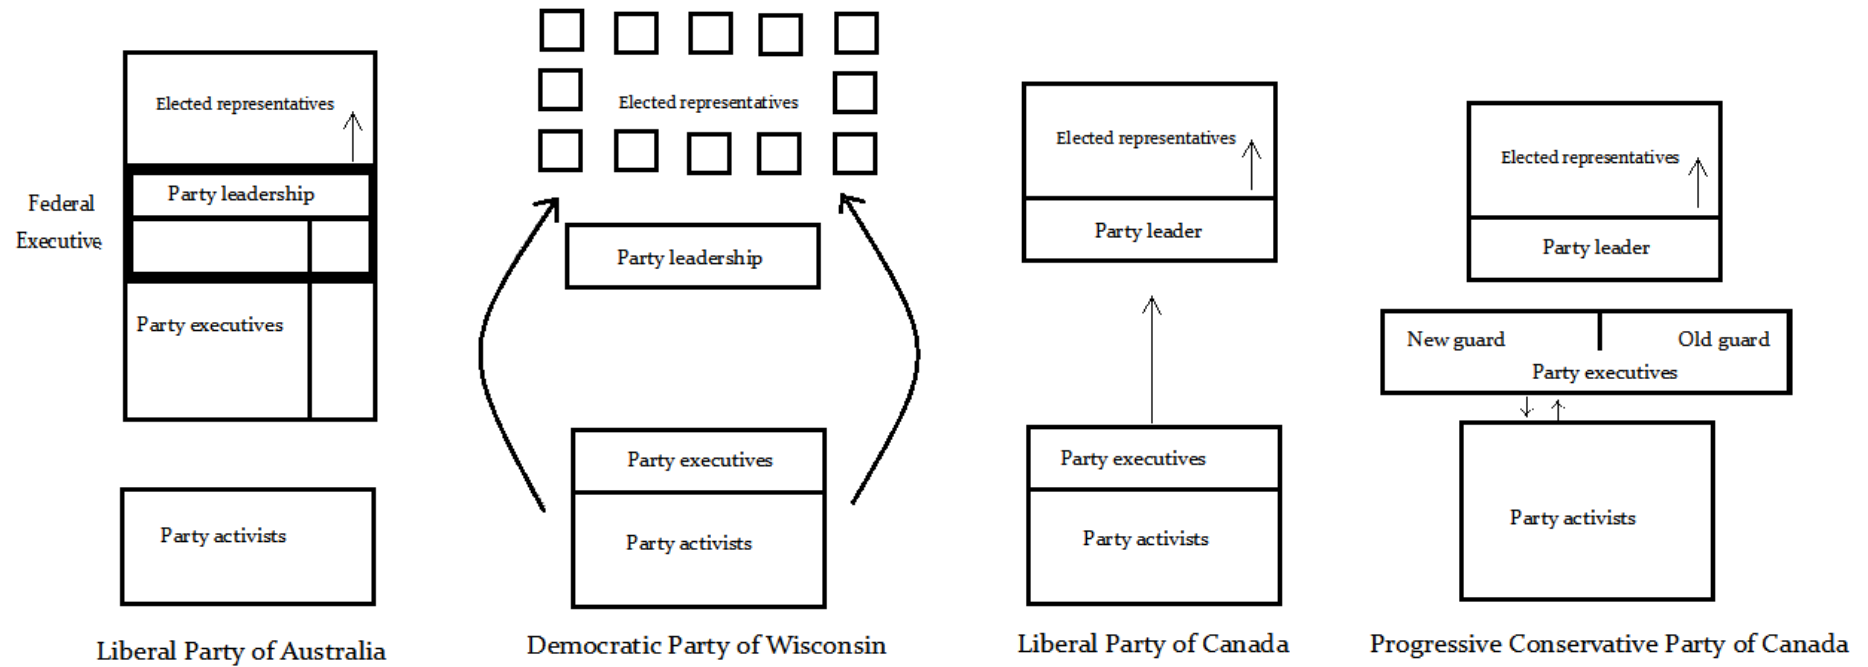 Elected representatives
Federal
Executive
Party leadership
Party executives
Party activists
Liberal Party of Australia
Elected representatives
Party leadership
Party executives
Party activists
Democratic Party of Wisconsin
Elected representatives
Party leader
Party executives
Party activists
Liberal Party of Canada
Elected representatives
Party leader
New guard
Old guard
Party executives
Party activists
Progressive Conservative Party of Canada